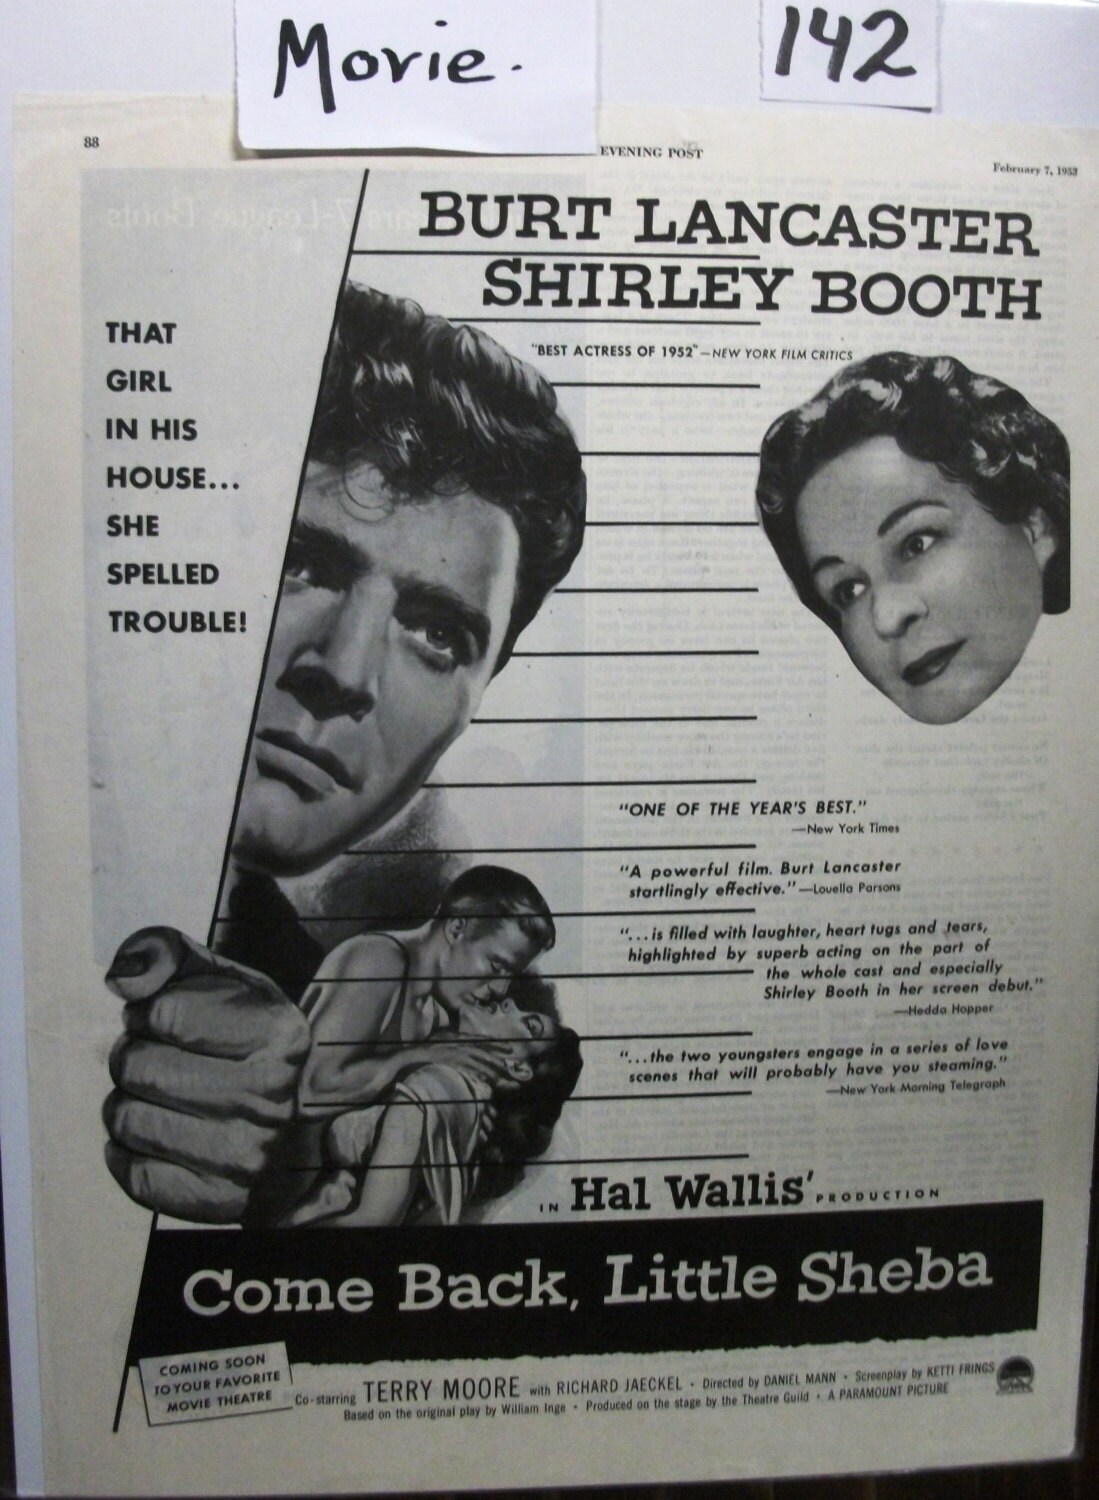 Movie.
142
88
EVENING POST
February 7, 1953
BURT LANCASTER
SHIRLEY BOOTH
"BEST ACTRESS OF 1952"—NEW YORK FILM CRITICS
THAT
GIRL
IN HIS
HOUSE...
SHE
SPELLED
TROUBLE!
"ONE OF THE YEAR'S BEST."
—New York Times
"A powerful film. Burt Lancaster
startlingly effective."—Louella Parsons
"...is filled with laughter, heart tugs and tears,
highlighted by superb acting on the part of
the whole cast and especially
Shirley Booth in her screen debut."
—Hedda Hopper
"...the two youngsters engage in a series of love
scenes that will probably have you steaming."
—New York Morning Telegraph
IN Hal Wallis' PRODUCTION
Come Back, Little Sheba
COMING SOON
TO YOUR FAVORITE
MOVIE THEATRE
Co-starring TERRY MOORE with RICHARD JAECKEL · Directed by DANIEL MANN · Screenplay by KETTI FRINGS
Based on the original play by William Inge · Produced on the stage by the Theatre Guild · A PARAMOUNT PICTURE